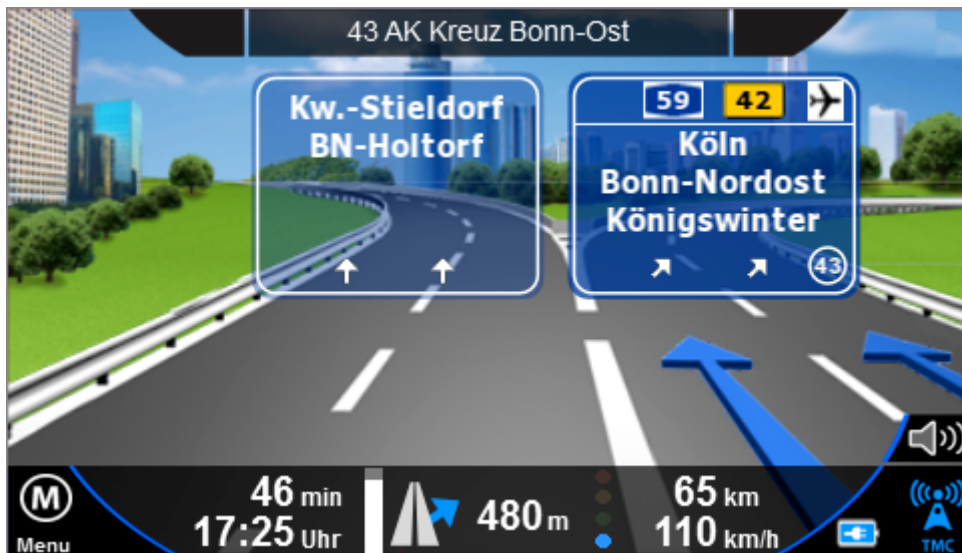 43 AK Kreuz Bonn-Ost
Kw.-Stieldorf
BN-Holtorf
59 42
Köln
Bonn-Nordost
Königswinter
43
M
Menu
46 min
17:25 Uhr
480 m
65 km
110 km/h
TMC